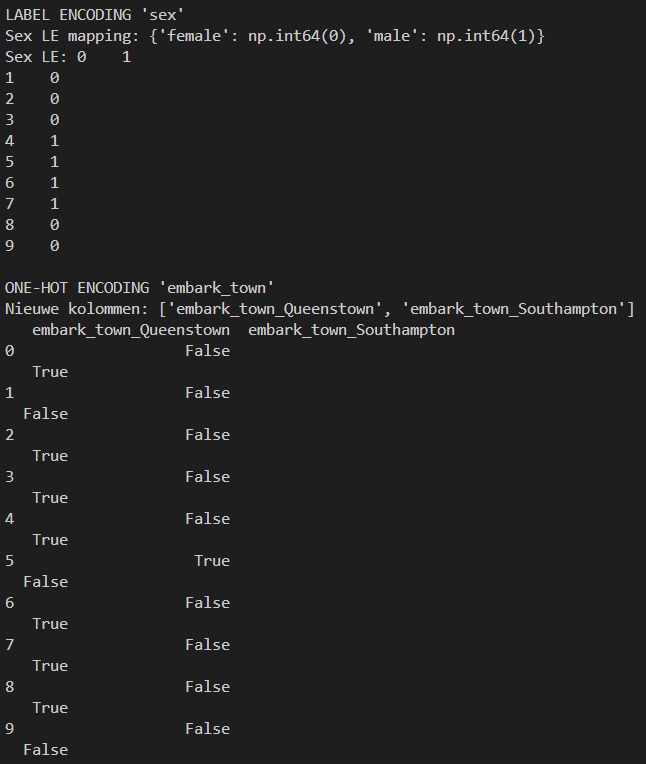 LABEL ENCODING 'sex'
Sex LE mapping: {'female': np.int64(0), 'male': np.int64(1)}
Sex LE: 0    1
1    0
2    0
3    0
4    1
5    1
6    1
7    1
8    0
9    0

ONE-HOT ENCODING 'embark_town'
Nieuwe kolommen: ['embark_town_Queenstown', 'embark_town_Southampton']
   embark_town_Queenstown  embark_town_Southampton
0                   False
   True
1                   False
  False
2                   False
   True
3                   False
   True
4                   False
   True
5                    True
  False
6                   False
   True
7                   False
   True
8                   False
   True
9                   False
  False